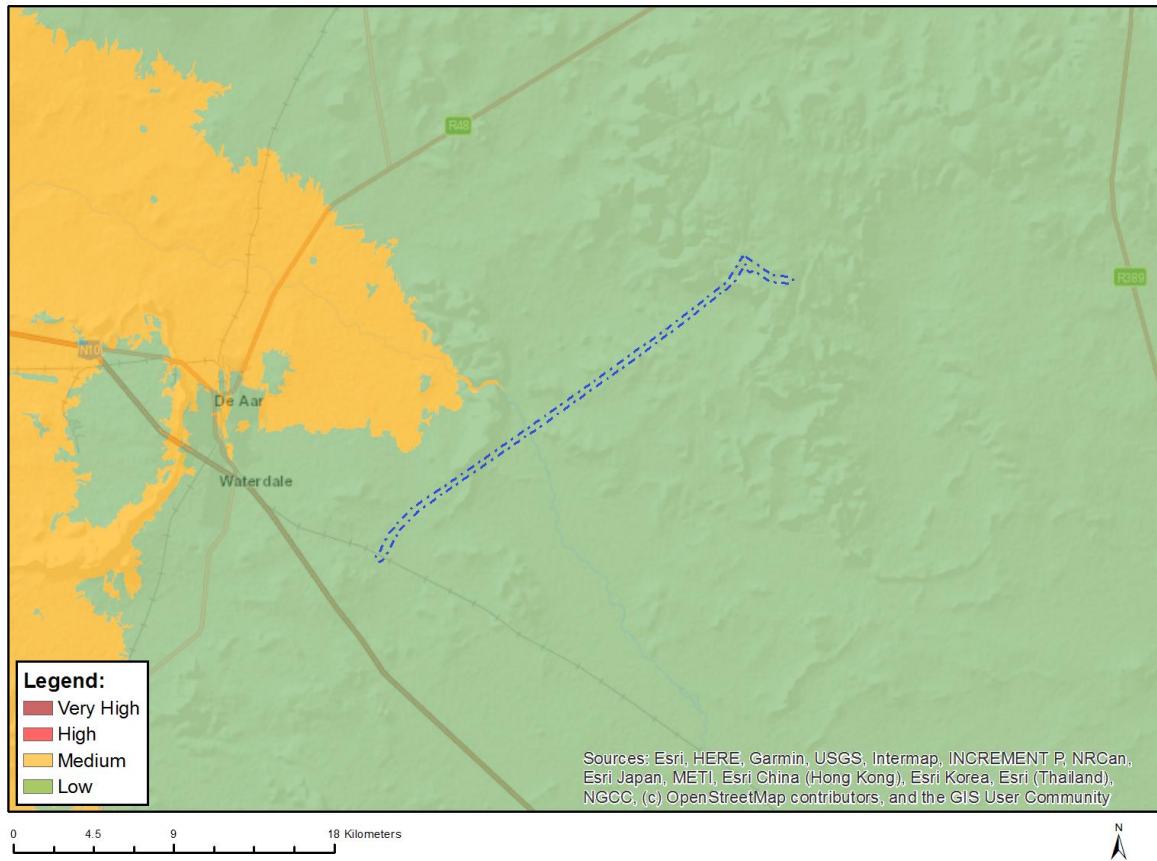 R48
R389
N10
De Aar
Waterdale
Legend:
Very High
High
Medium
Low
Sources: Esri, HERE, Garmin, USGS, Intermap, INCREMENT P, NRCan,
Esri Japan, METI, Esri China (Hong Kong), Esri Korea, Esri (Thailand),
NGCC, (c) OpenStreetMap contributors, and the GIS User Community
0 4.5 9 18 Kilometers
N